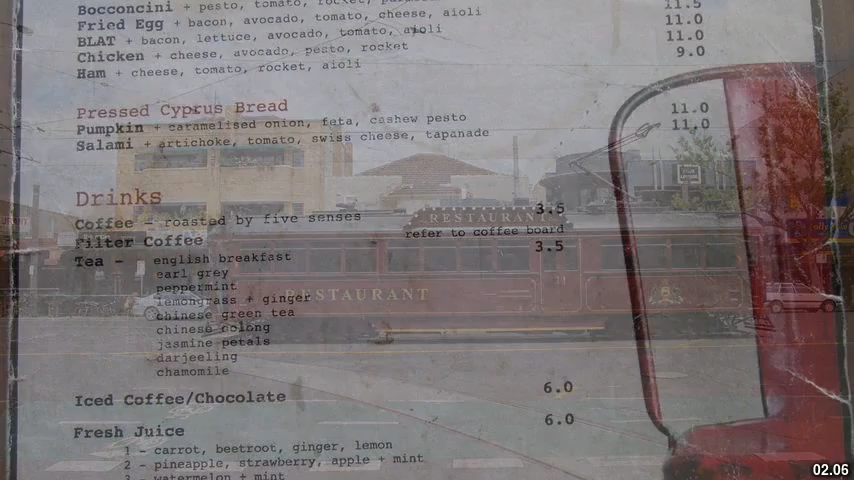 Bocconcini + pesto, tomato, rocket, 11.5
Fried Egg + bacon, avocado, tomato, cheese, aioli 11.0
BLAT + bacon, lettuce, avocado, tomato, aioli 11.0
Chicken + cheese, avocado, pesto, rocket 9.0
Ham + cheese, tomato, rocket, aioli
Pressed Cyprus Bread
Pumpkin + caramelised onion, feta, cashew pesto 11.0
Salami + artichoke, tomato, swiss cheese, tapanade 11.0
Drinks
Coffee - roasted by five senses 3.5
RESTAURANT
Filter Coffee refer to coffee board
Tea - english breakfast 3.5
earl grey
peppermint
RESTAURANT
lemongrass + ginger
chinese green tea
chinese oolong
jasmine petals
darjeeling
chamomile
Iced Coffee/Chocolate 6.0
Fresh Juice 6.0
1 - carrot, beetroot, ginger, lemon
2 - pineapple, strawberry, apple + mint
3 - watermelon + mint
02.06